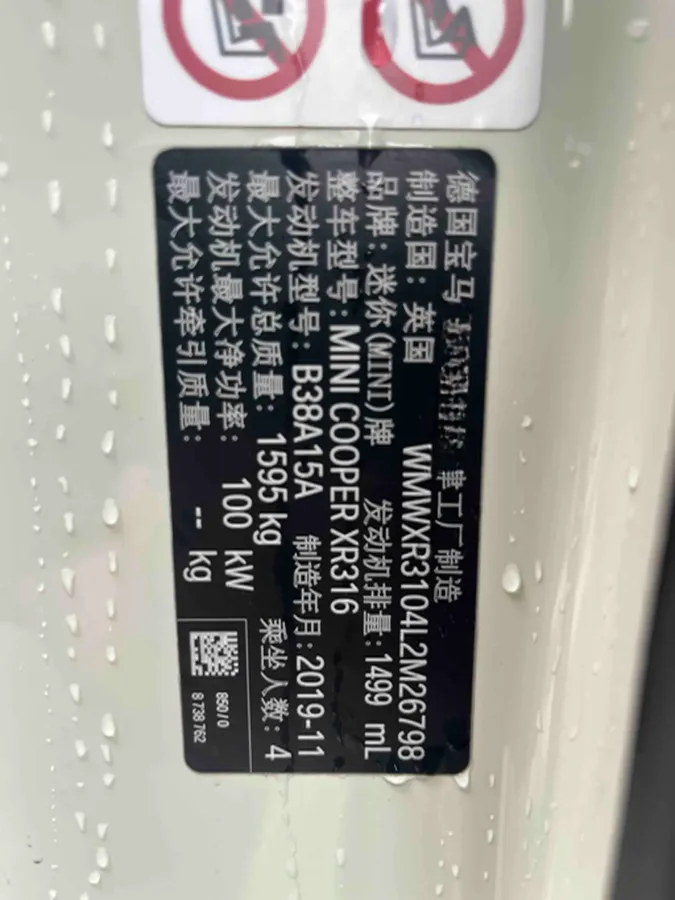 德国宝马 工厂制造
制造国：英国 WMWXR3104L2M26798
品牌：迷你(MINI)牌 发动机排量：1499 mL
整车型号：MINI COOPER XR316
发动机型号：B38A15A 制造年月：2019-11
最大允许总质量：1595 kg 乘坐人数：4
发动机最大净功率：100 kW
最大允许牵引质量：-- kg
850/0
8 738 762